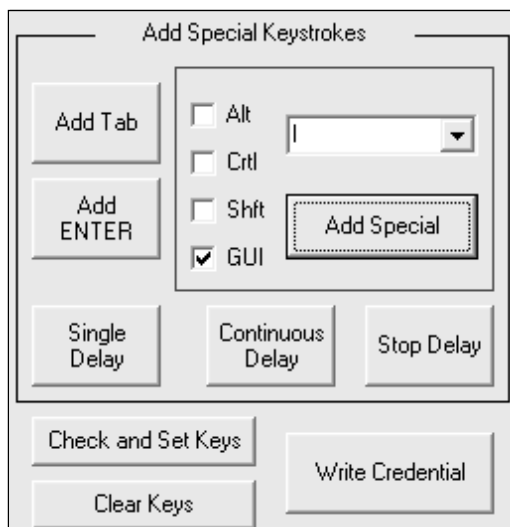 Add Special Keystrokes
Add Tab
Add
ENTER
Alt
Crtl
Shft
GUI
l
Add Special
Single
Delay
Continuous
Delay
Stop Delay
Check and Set Keys
Clear Keys
Write Credential